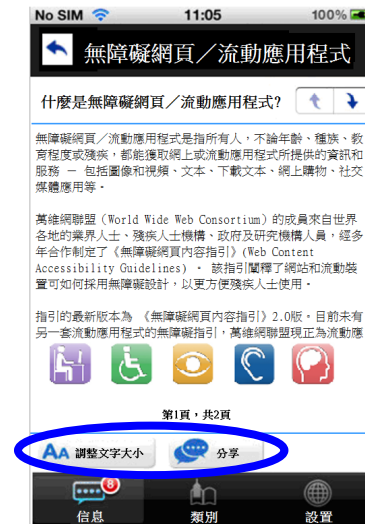 No SIM 11:05 100%
無障礙網頁／流動應用程式
什麼是無障礙網頁／流動應用程式?
無障礙網頁／流動應用程式是指所有人，不論年齡、種族、教
育程度或殘疾，都能獲取網上或流動應用程式所提供的資訊和
服務 － 包括圖像和視頻、文本、下載文本、網上購物、社交
媒體應用等。
萬維網聯盟（World Wide Web Consortium）的成員來自世界
各地的業界人士、殘疾人士機構、政府及研究機構人員，經多
年合作制定了《無障礙網頁內容指引》(Web Content
Accessibility Guidelines) 。 該指引闡釋了網站和流動裝
置可如何採用無障礙設計，以更方便殘疾人士使用。
指引的最新版本為 《無障礙網頁內容指引》2.0版。目前未有
另一套流動應用程式的無障礙指引，萬維網聯盟現正為流動應
第1頁，共2頁
AA 調整文字大小 分享
8
信息 類別 設置